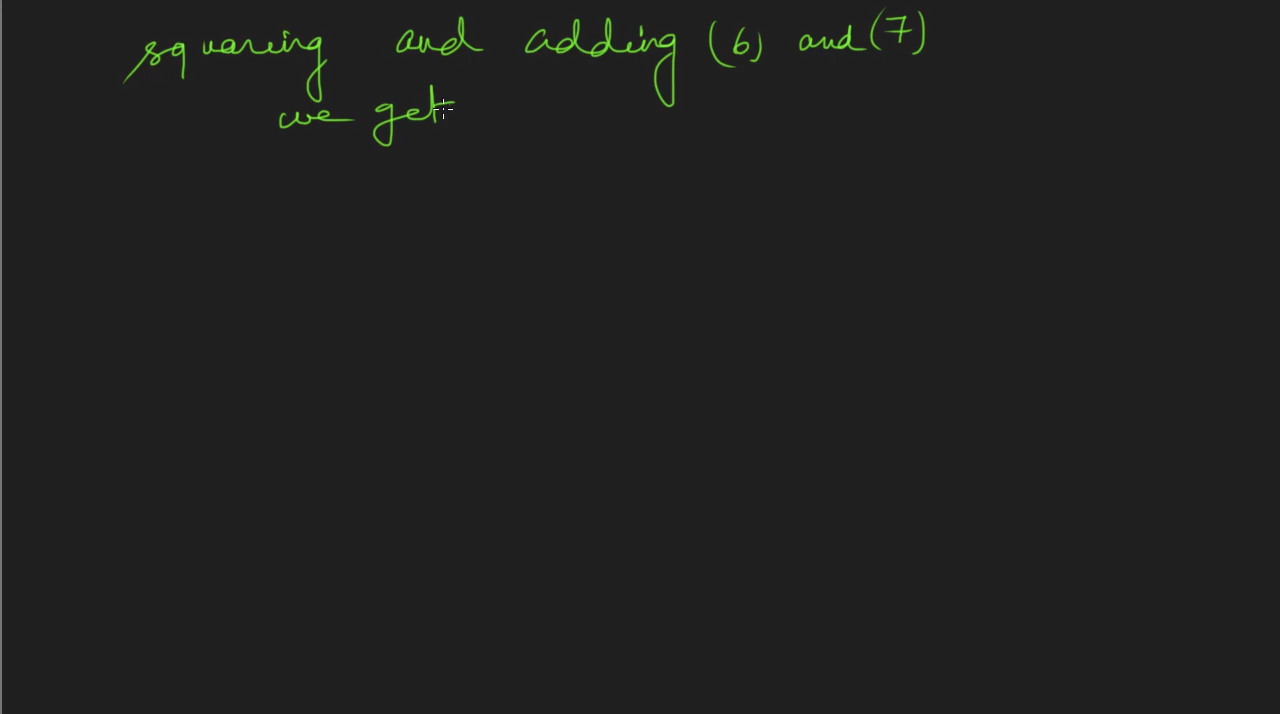 squaring and adding (6) and (7)
we get